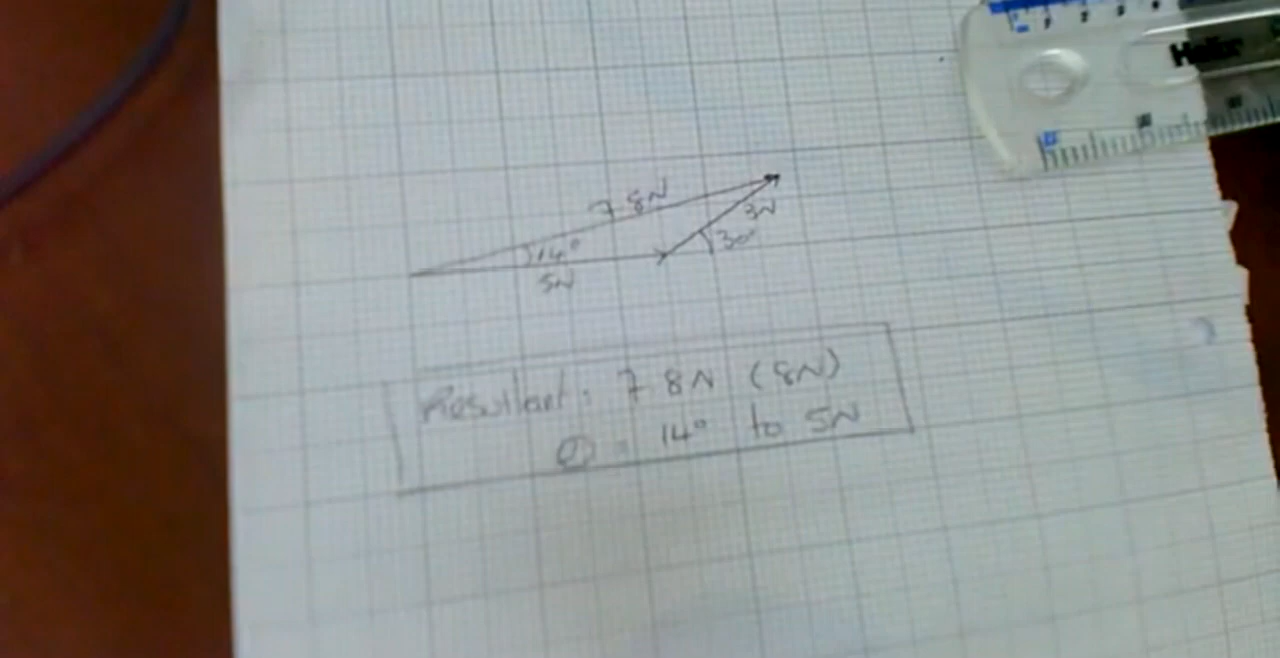 7 8N
3N
14°
30°
5N
Resultant: 7 8N (8N)
Θ = 14° to 5N
Helix